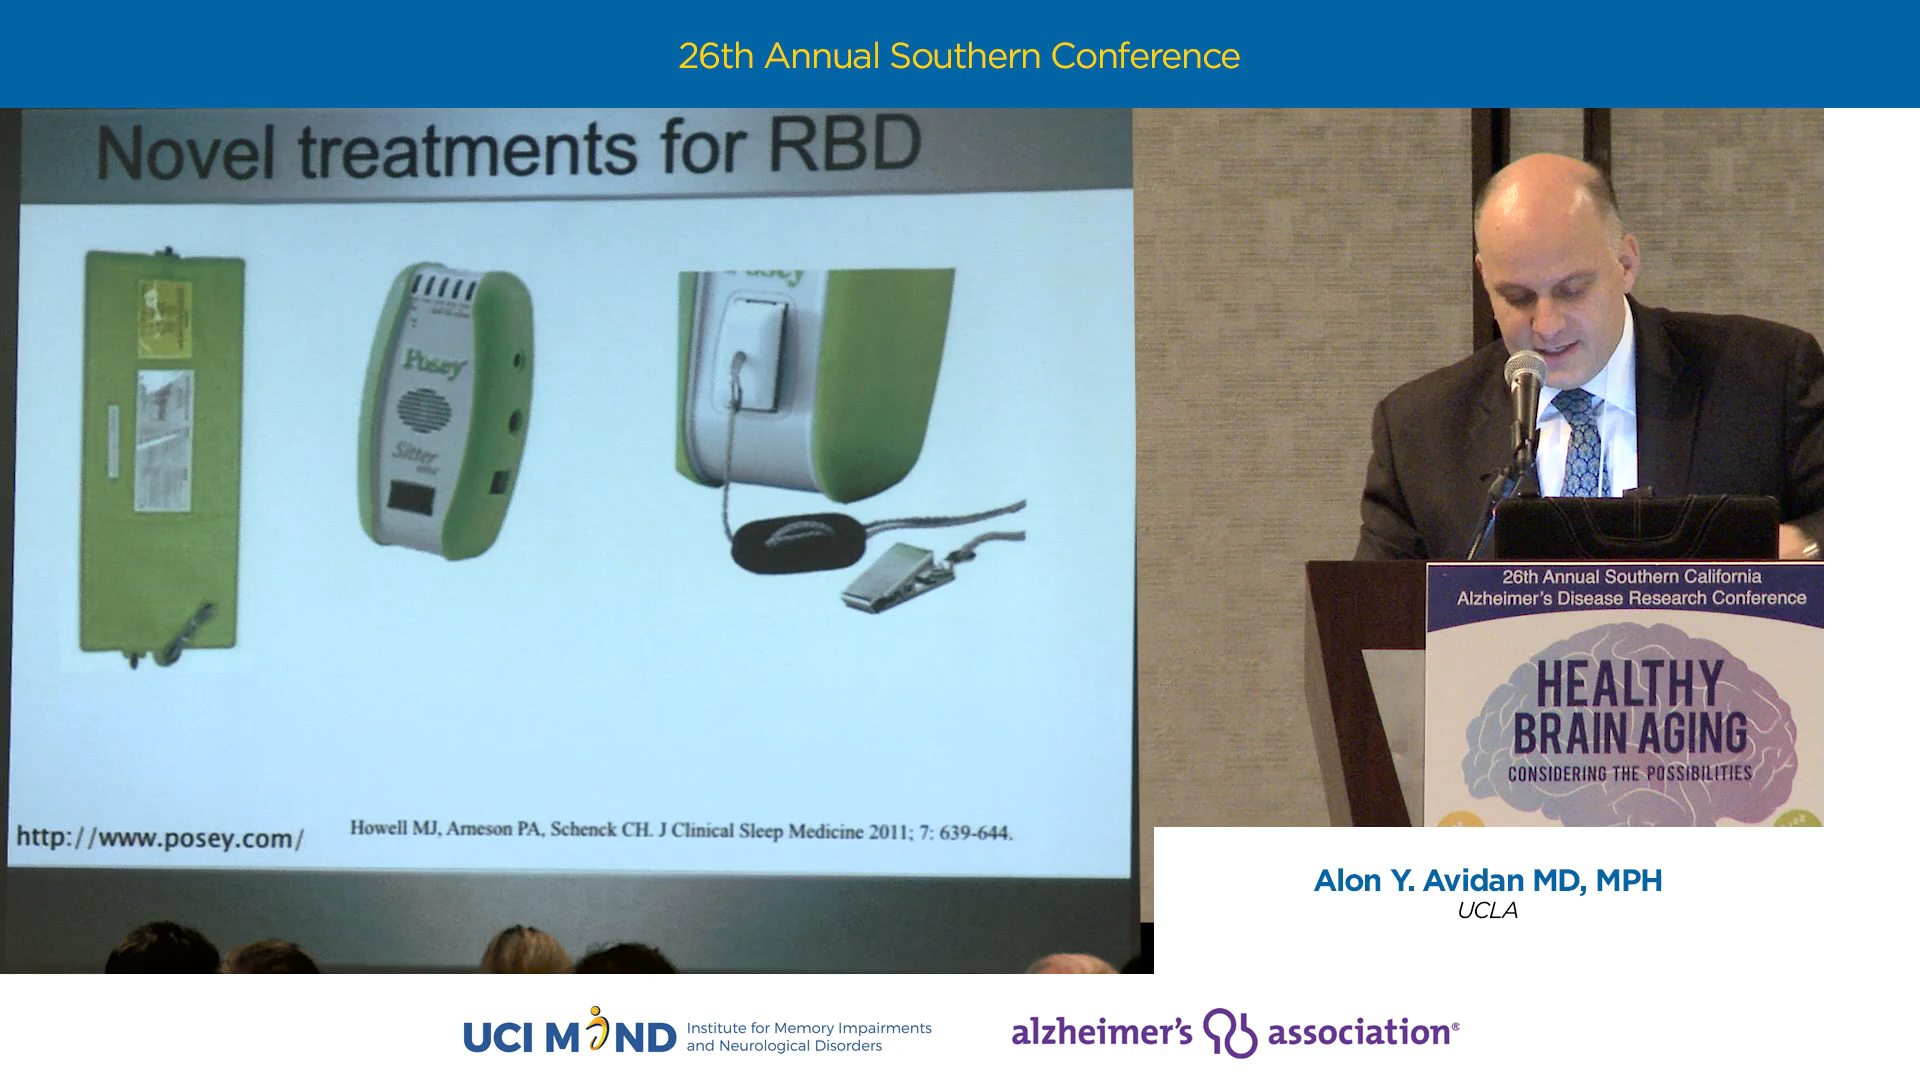 26th Annual Southern Conference
Novel treatments for RBD
Posey
Posey
Sitter
http://www.posey.com/
Howell MJ, Arneson PA, Schenck CH. J Clinical Sleep Medicine 2011; 7: 639-644.
26th Annual Southern California
Alzheimer's Disease Research Conference
HEALTHY
BRAIN AGING
CONSIDERING THE POSSIBILITIES
Alon Y. Avidan MD, MPH
UCLA
UCI MIND
Institute for Memory Impairments
and Neurological Disorders
alzheimer's association®